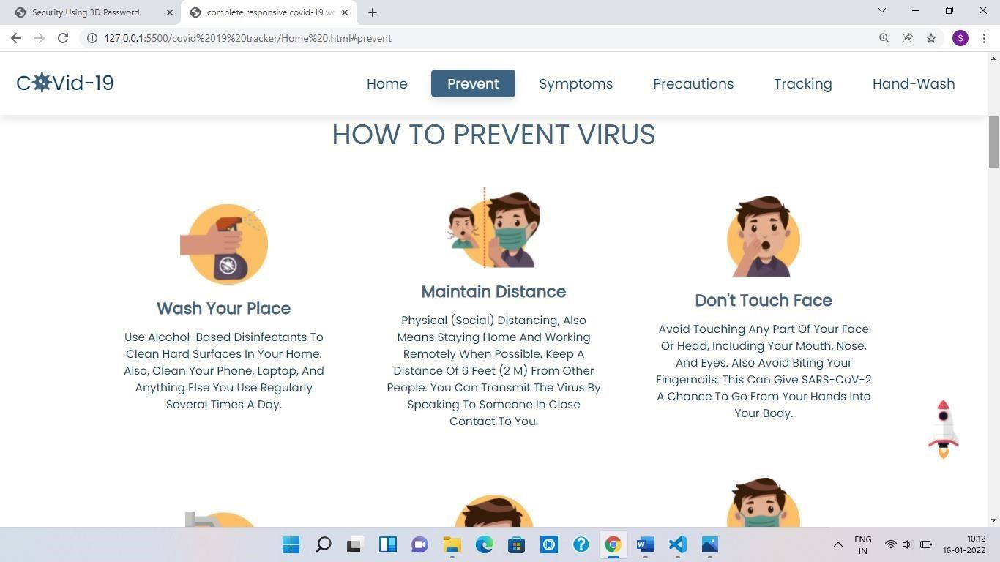 Security Using 3D Password
complete responsive covid-19 we
127.0.0.1:5500/covid%2019%20tracker/Home%20.html#prevent
S
C Vid-19
Home
Prevent
Symptoms
Precautions
Tracking
Hand-Wash
HOW TO PREVENT VIRUS
Wash Your Place
Use Alcohol-Based Disinfectants To
Clean Hard Surfaces In Your Home.
Also, Clean Your Phone, Laptop, And
Anything Else You Use Regularly
Several Times A Day.
Maintain Distance
Physical (Social) Distancing, Also
Means Staying Home And Working
Remotely When Possible. Keep A
Distance Of 6 Feet (2 M) From Other
People. You Can Transmit The Virus By
Speaking To Someone In Close
Contact To You.
Don't Touch Face
Avoid Touching Any Part Of Your Face
Or Head, Including Your Mouth, Nose,
And Eyes. Also Avoid Biting Your
Fingernails. This Can Give SARS-CoV-2
A Chance To Go From Your Hands Into
Your Body.
ENG
IN
10:12
16-01-2022